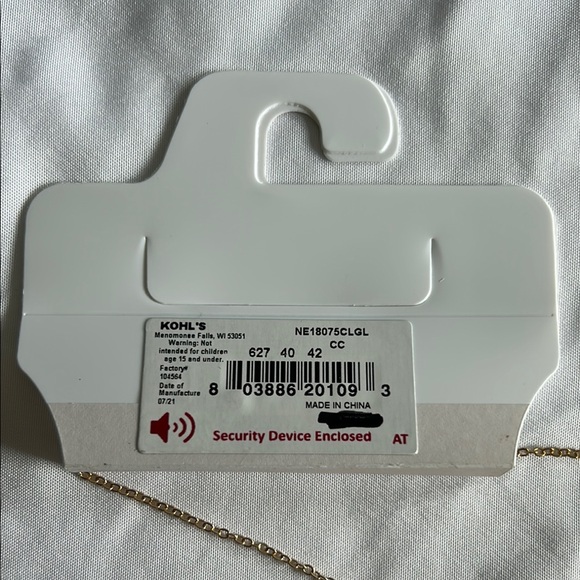 KOHL'S
Menomonee Falls, WI 53051
Warning: Not
intended for children
age 15 and under.
Factory#
104564
Date of
Manufacture
07/21
NE18075CLGL
CC
627 40 42
8 03886 20109 3
MADE IN CHINA
Security Device Enclosed AT